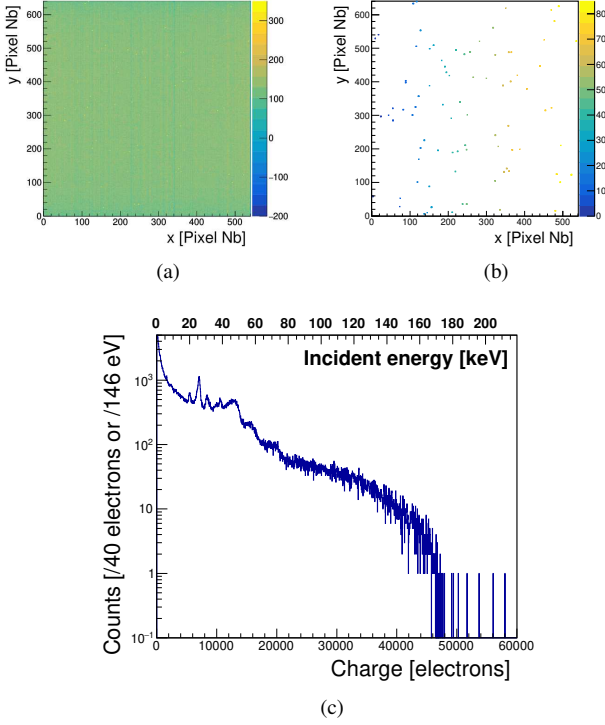 y [Pixel Nb]
600
500
400
300
200
100
0
0 100 200 300 400 500
x [Pixel Nb]
300
200
100
0
−100
−200
(a)
y [Pixel Nb]
600
500
400
300
200
100
0
0 100 200 300 400 500
x [Pixel Nb]
80
70
60
50
40
30
20
10
0
(b)
0 20 40 60 80 100 120 140 160 180 200
Incident energy [keV]
Counts [/40 electrons or /146 eV]
10³
10²
10
1
10⁻¹
0 10000 20000 30000 40000 50000 60000
Charge [electrons]
(c)